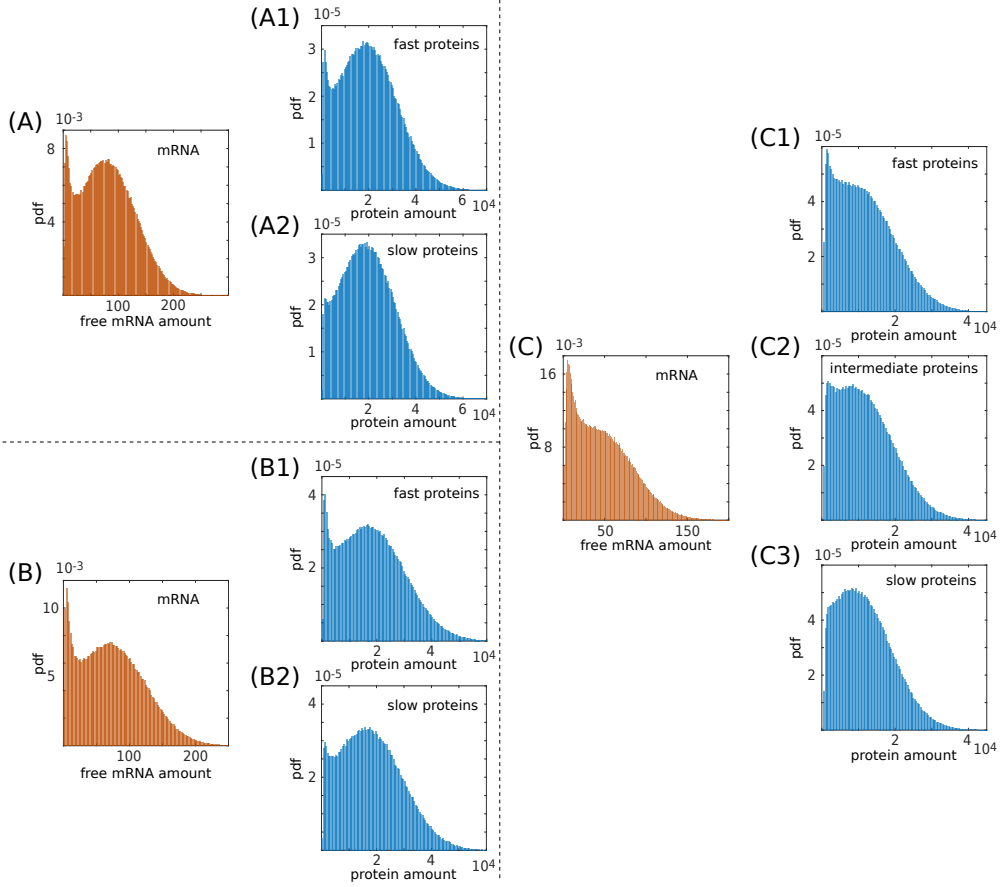 (A)
10⁻³
mRNA
pdf
8
4
100 200
free mRNA amount
(A1)
10⁻⁵
fast proteins
pdf
3
2
1
2 4 6
10⁴
protein amount
(A2)
10⁻⁵
slow proteins
pdf
3
2
1
2 4 6
10⁴
protein amount
(B)
10⁻³
mRNA
pdf
10
5
100 200
free mRNA amount
(B1)
10⁻⁵
fast proteins
pdf
4
2
2 4
10⁴
protein amount
(B2)
10⁻⁵
slow proteins
pdf
4
2
2 4
10⁴
protein amount
(C)
10⁻³
mRNA
pdf
16
8
50 150
free mRNA amount
(C1)
10⁻⁵
fast proteins
pdf
4
2
2 4
10⁴
protein amount
(C2)
10⁻⁵
intermediate proteins
pdf
4
2
2 4
10⁴
protein amount
(C3)
10⁻⁵
slow proteins
pdf
4
2
2 4
10⁴
protein amount